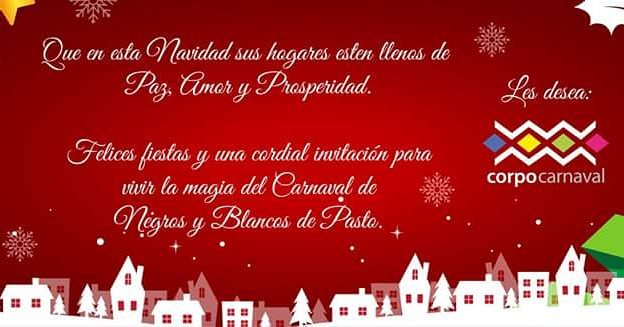 Que en esta Navidad sus hogares esten llenos de
Paz, Amor y Prosperidad.
Felices fiestas y una cordial invitación para
vivir la magia del Carnaval de
Negros y Blancos de Pasto.
Les desea:
corpocarnaval